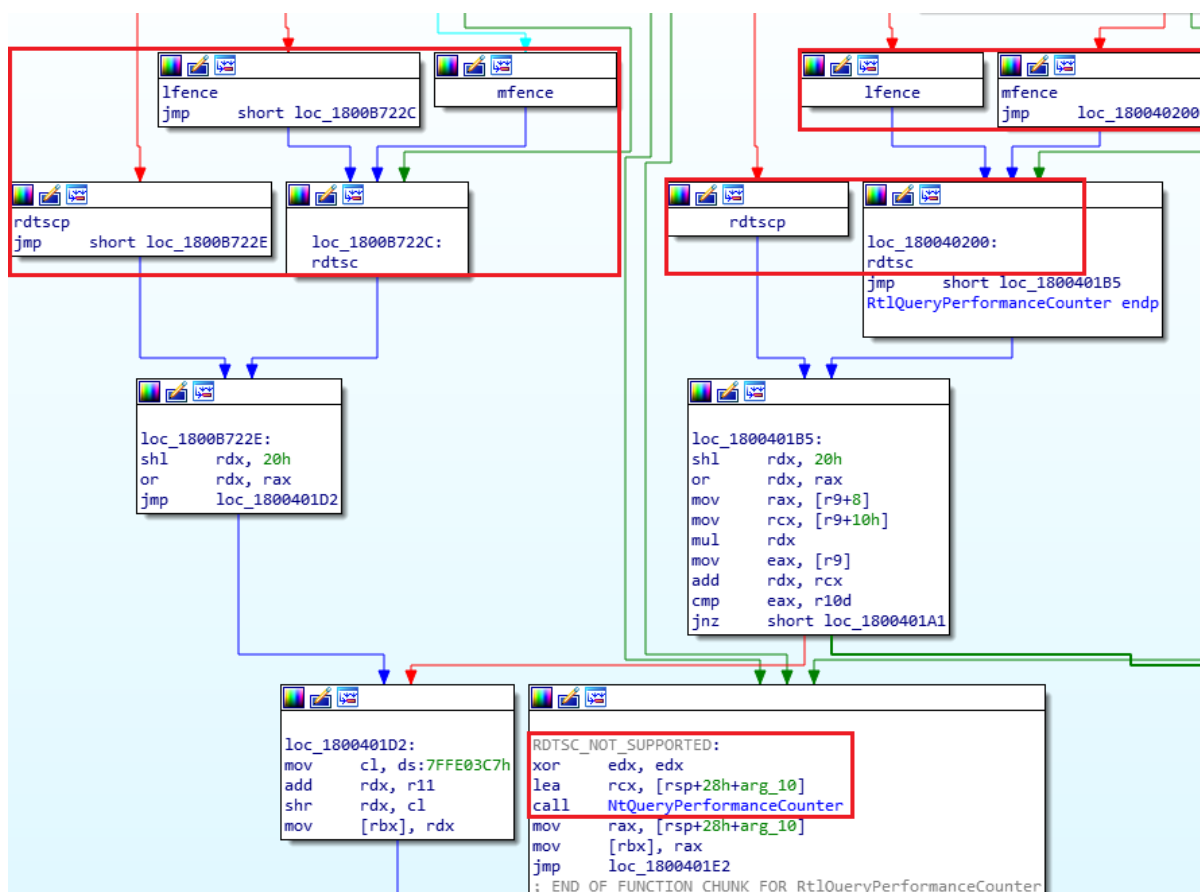 lfence
jmp short loc_1800B722C
mfence
lfence
mfence
jmp loc_180040200
rdtscp
jmp short loc_1800B722E
loc_1800B722C:
rdtsc
rdtscp
loc_180040200:
rdtsc
jmp short loc_1800401B5
RtlQueryPerformanceCounter endp
loc_1800B722E:
shl rdx, 20h
or rdx, rax
jmp loc_1800401D2
loc_1800401B5:
shl rdx, 20h
or rdx, rax
mov rax, [r9+8]
mov rcx, [r9+10h]
mul rdx
mov eax, [r9]
add rdx, rcx
cmp eax, r10d
jnz short loc_1800401A1
loc_1800401D2:
mov cl, ds:7FFE03C7h
add rdx, r11
shr rdx, cl
mov [rbx], rdx
RDTSC_NOT_SUPPORTED:
xor edx, edx
lea rcx, [rsp+28h+arg_10]
call NtQueryPerformanceCounter
mov rax, [rsp+28h+arg_10]
mov [rbx], rax
jmp loc_1800401E2
; END OF FUNCTION CHUNK FOR RtlQueryPerformanceCounter